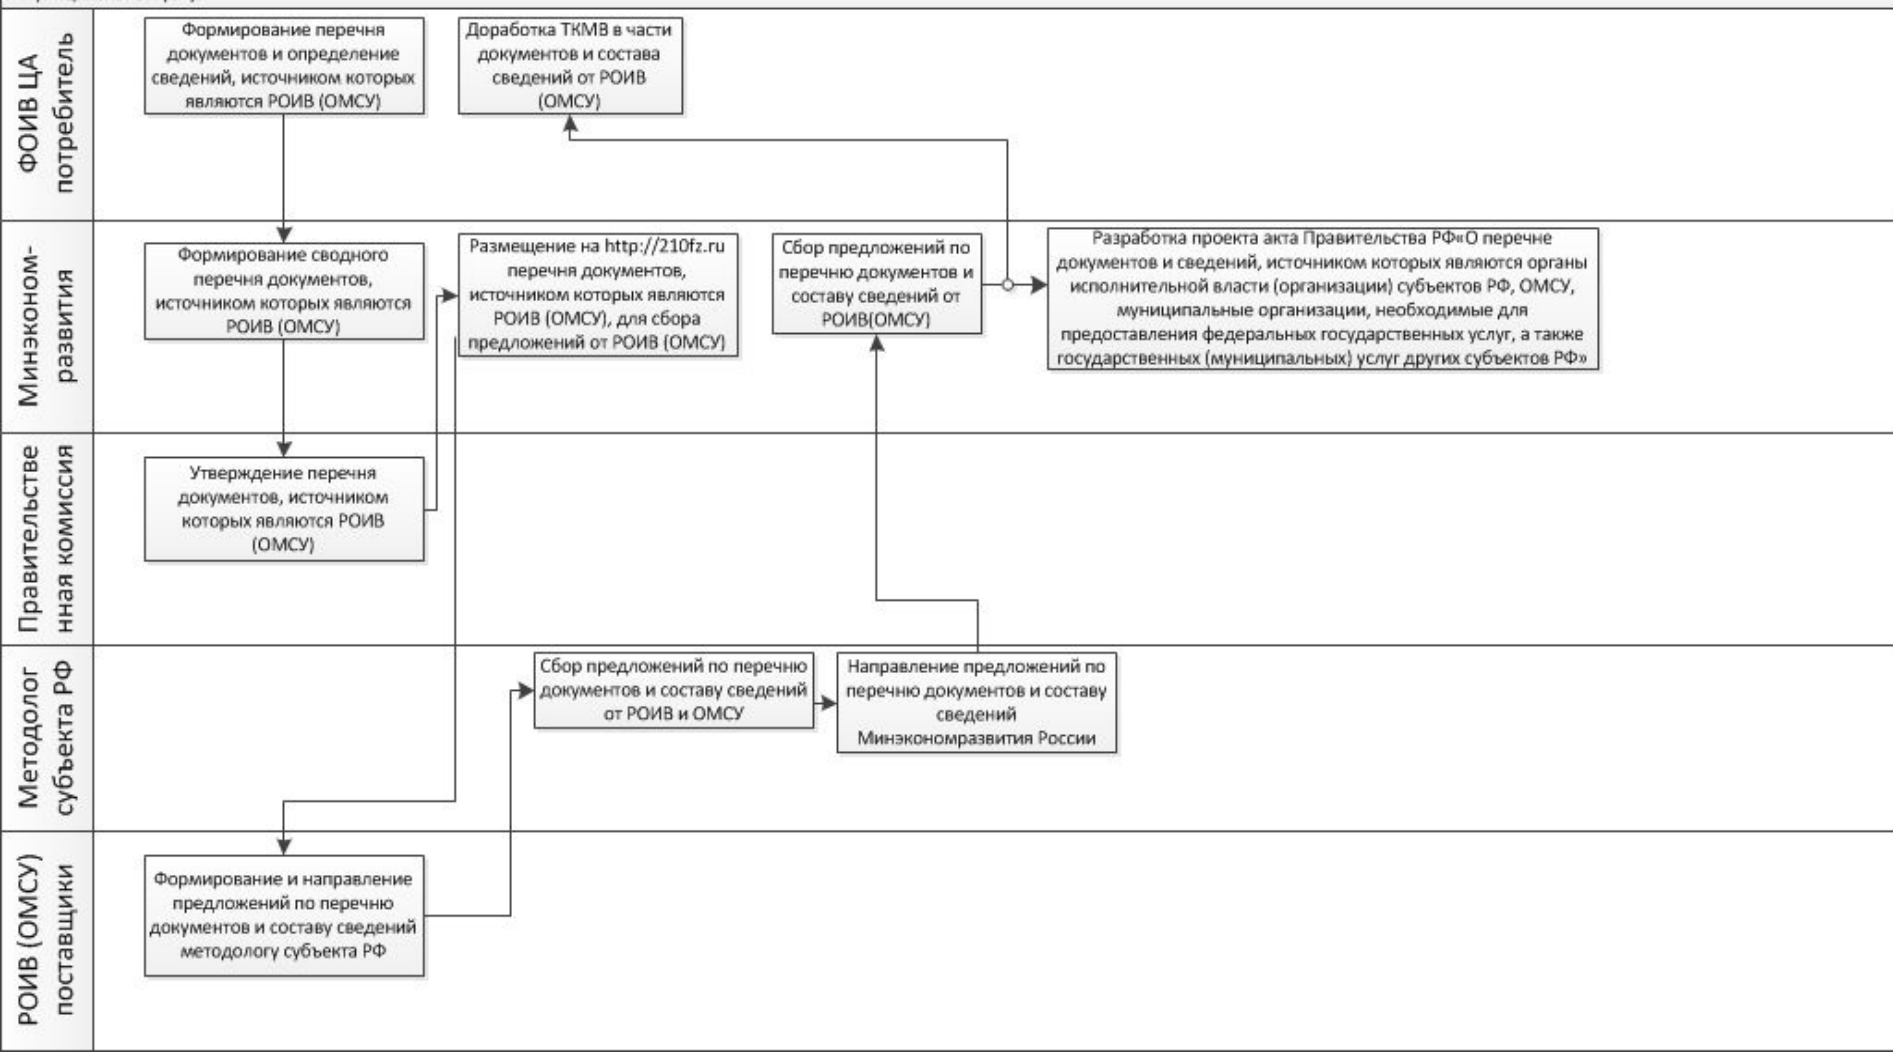 ФОИВ ЦА
потребитель
Формирование перечня
документов и определение
сведений, источником которых
являются РОИВ (ОМСУ)
Доработка ТКМВ в части
документов и состава
сведений от РОИВ
(ОМСУ)
Минэконом-
развития
Формирование сводного
перечня документов,
источником которых являются
РОИВ (ОМСУ)
Размещение на http://210fz.ru
перечня документов,
источником которых являются
РОИВ (ОМСУ), для сбора
предложений от РОИВ (ОМСУ)
Сбор предложений по
перечню документов и
составу сведений от
РОИВ(ОМСУ)
Разработка проекта акта Правительства РФ«О перечне
документов и сведений, источником которых являются органы
исполнительной власти (организации) субъектов РФ, ОМСУ,
муниципальные организации, необходимые для
предоставления федеральных государственных услуг, а также
государственных (муниципальных) услуг других субъектов РФ»
Правительстве
нная комиссия
Утверждение перечня
документов, источником
которых являются РОИВ
(ОМСУ)
Методолог
субъекта РФ
Сбор предложений по перечню
документов и составу сведений
от РОИВ и ОМСУ
Направление предложений по
перечню документов и составу
сведений
Минэкономразвития России
РОИВ (ОМСУ)
поставщики
Формирование и направление
предложений по перечню
документов и составу сведений
методологу субъекта РФ